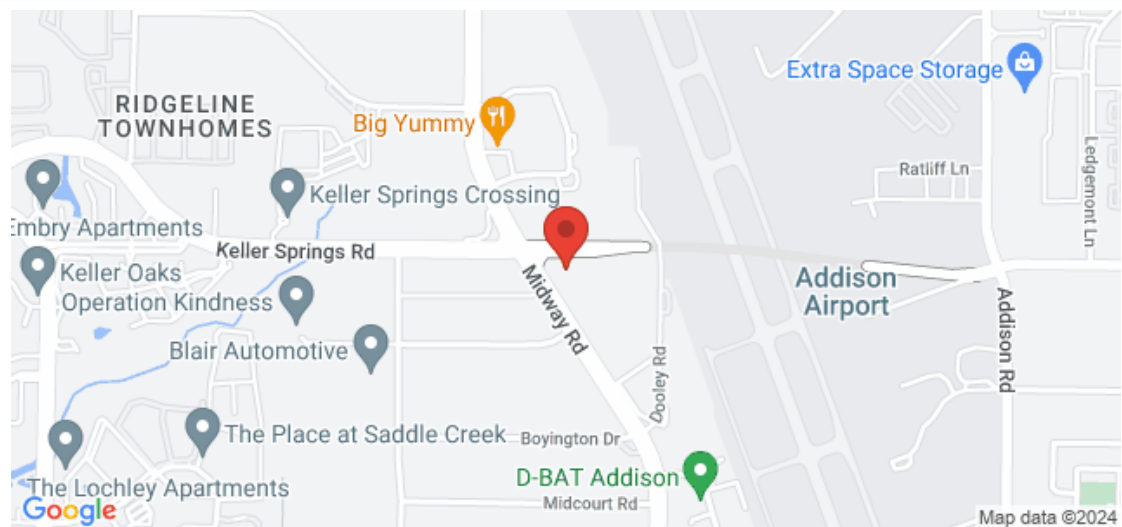 Extra Space Storage
RIDGELINE
TOWNHOMES
Big Yummy
Ratliff Ln
Ledgemont Ln
Keller Springs Crossing
Embry Apartments
Keller Springs Rd
Keller Oaks
Operation Kindness
Midway Rd
Addison
Airport
Addison Rd
Blair Automotive
Dooley Rd
The Place at Saddle Creek
Boyington Dr
D-BAT Addison
The Lochley Apartments
Midcourt Rd
Google
Map data ©2024